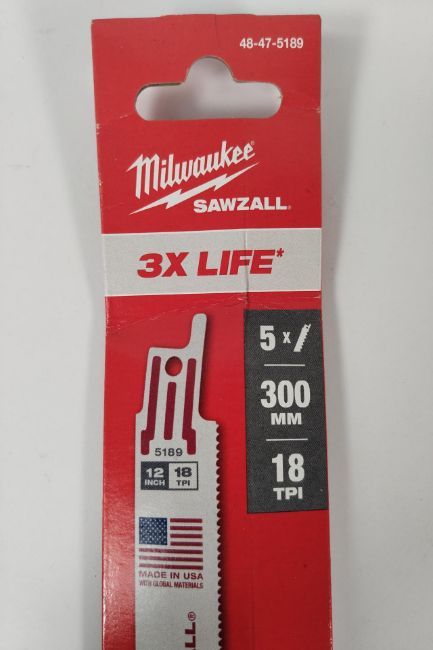 48-47-5189
Milwaukee
SAWZALL®
3X LIFE*
5 x
300
MM
18
TPI
5189
12 INCH
18 TPI
MADE IN USA
WITH GLOBAL MATERIALS
ALL®